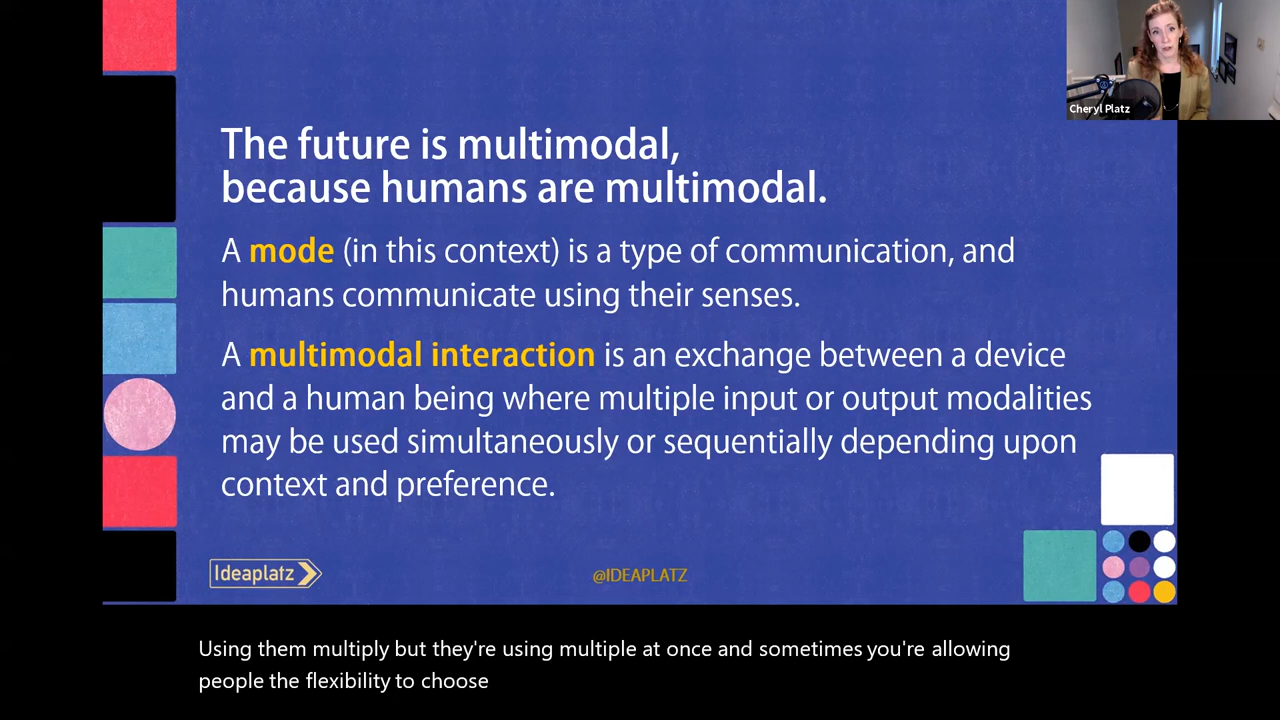 Cheryl Platz
The future is multimodal,
because humans are multimodal.
A mode (in this context) is a type of communication, and
humans communicate using their senses.
A multimodal interaction is an exchange between a device
and a human being where multiple input or output modalities
may be used simultaneously or sequentially depending upon
context and preference.
Ideaplatz
@IDEAPLATZ
Using them multiply but they're using multiple at once and sometimes you're allowing
people the flexibility to choose